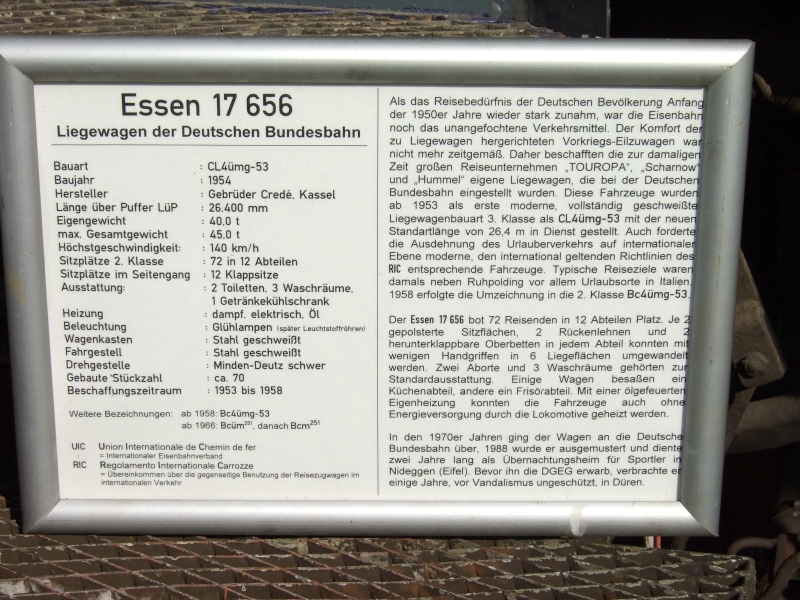 Essen 17 656
Liegewagen der Deutschen Bundesbahn
Bauart : CL4ümg-53
Baujahr : 1954
Hersteller : Gebrüder Credè, Kassel
Länge über Puffer LüP : 26.400 mm
Eigengewicht : 40,0 t
max. Gesamtgewicht : 45,0 t
Höchstgeschwindigkeit : 140 km/h
Sitzplätze 2. Klasse : 72 in 12 Abteilen
Sitzplätze im Seitengang : 12 Klappsitze
Ausstattung: : 2 Toiletten, 3 Waschräume,
1 Getränkekühlschrank
Heizung : dampf, elektrisch, Öl
Beleuchtung : Glühlampen (später Leuchtstoffröhren)
Wagenkasten : Stahl geschweißt
Fahrgestell : Stahl geschweißt
Drehgestelle : Minden-Deutz schwer
Gebaute Stückzahl : ca. 70
Beschaffungszeitraum : 1953 bis 1958
Weitere Bezeichnungen: ab 1958: Bc4ümg-53
ab 1966: Bcüm²⁵¹, danach Bcm²⁵¹
UIC Union Internationale de Chemin de fer
= Internationaler Eisenbahnverband
RIC Regolamento Internationale Carrozze
= Übereinkommen über die gegenseitige Benutzung der Reisezugwagen im
internationalen Verkehr
Als das Reisebedürfnis der Deutschen Bevölkerung Anfang
der 1950er Jahre wieder stark zunahm, war die Eisenbahn
noch das unangefochtene Verkehrsmittel. Der Komfort der
zu Liegewagen hergerichteten Vorkriegs-Eilzuwagen war
nicht mehr zeitgemäß. Daher beschafften die zur damaligen
Zeit großen Reiseunternehmen „TOUROPA", „Scharnow"
und „Hummel" eigene Liegewagen, die bei der Deutschen
Bundesbahn eingestellt wurden. Diese Fahrzeuge wurden
ab 1953 als erste moderne, vollständig geschweißte
Liegewagenbauart 3. Klasse als CL4ümg-53 mit der neuen
Standartlänge von 26,4 m in Dienst gestellt. Auch forderte
die Ausdehnung des Urlauberverkehrs auf internationaler
Ebene moderne, den international geltenden Richtlinien des
RIC entsprechende Fahrzeuge. Typische Reiseziele waren
damals neben Ruhpolding vor allem Urlaubsorte in Italien.
1958 erfolgte die Umzeichnung in die 2. Klasse Bc4ümg-53.
Der Essen 17 656 bot 72 Reisenden in 12 Abteilen Platz. Je 2
gepolsterte Sitzflächen, 2 Rückenlehnen und 2
herunterklappbare Oberbetten in jedem Abteil konnten mit
wenigen Handgriffen in 6 Liegeflächen umgewandelt
werden. Zwei Aborte und 3 Waschräume gehörten zur
Standardausstattung. Einige Wagen besaßen ein
Küchenabteil, andere ein Frisörabteil. Mit einer ölgefeuerten
Eigenheizung konnten die Fahrzeuge auch ohne
Energieversorgung durch die Lokomotive geheizt werden.
In den 1970er Jahren ging der Wagen an die Deutsche
Bundesbahn über, 1988 wurde er ausgemustert und diente
zwei Jahre lang als Übernachtungsheim für Sportler in
Nideggen (Eifel). Bevor ihn die DGEG erwarb, verbrachte er
einige Jahre, vor Vandalismus ungeschützt, in Düren.